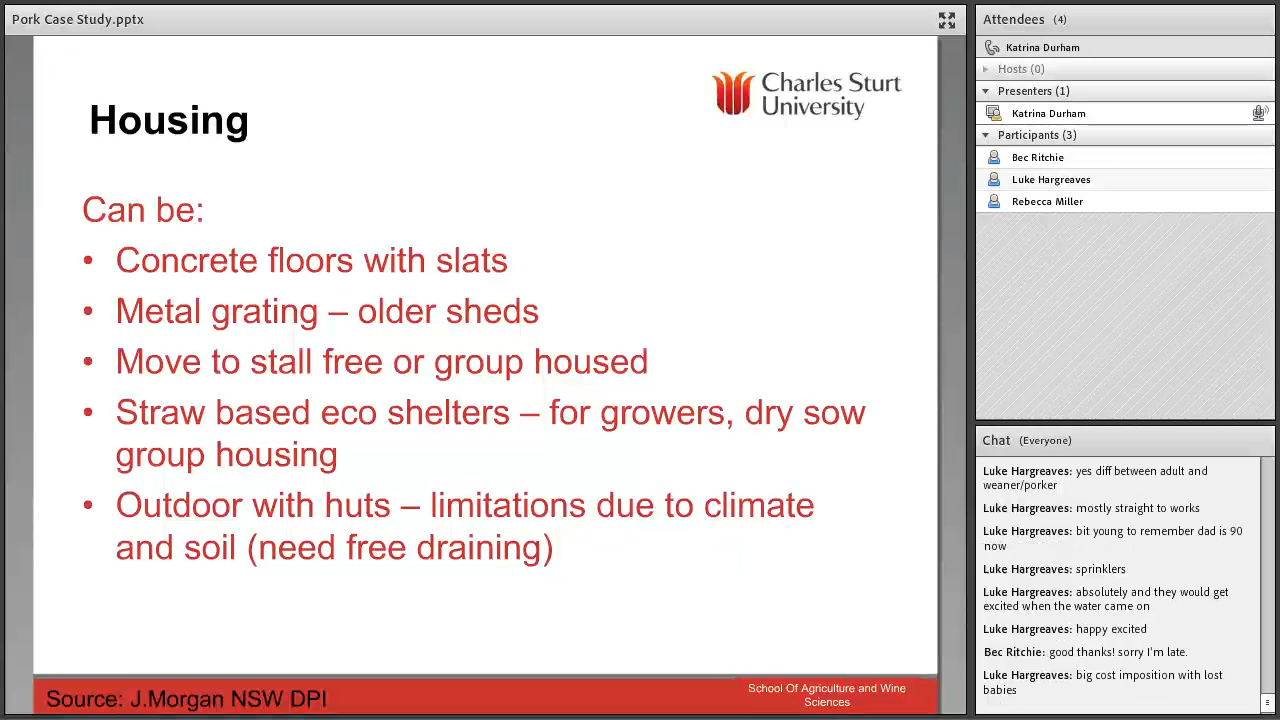 Pork Case Study.pptx
Charles Sturt
University
Housing
Can be:
• Concrete floors with slats
• Metal grating – older sheds
• Move to stall free or group housed
• Straw based eco shelters – for growers, dry sow
group housing
• Outdoor with huts – limitations due to climate
and soil (need free draining)
Source: J.Morgan NSW DPI
School Of Agriculture and Wine
Sciences
Attendees (4)
Katrina Durham
Hosts (0)
Presenters (1)
Katrina Durham
Participants (3)
Bec Ritchie
Luke Hargreaves
Rebecca Miller
Chat (Everyone)
Luke Hargreaves: yes diff between adult and
weaner/porker
Luke Hargreaves: mostly straight to works
Luke Hargreaves: bit young to remember dad is 90
now
Luke Hargreaves: sprinklers
Luke Hargreaves: absolutely and they would get
excited when the water came on
Luke Hargreaves: happy excited
Bec Ritchie: good thanks! sorry I'm late.
Luke Hargreaves: big cost imposition with lost
babies